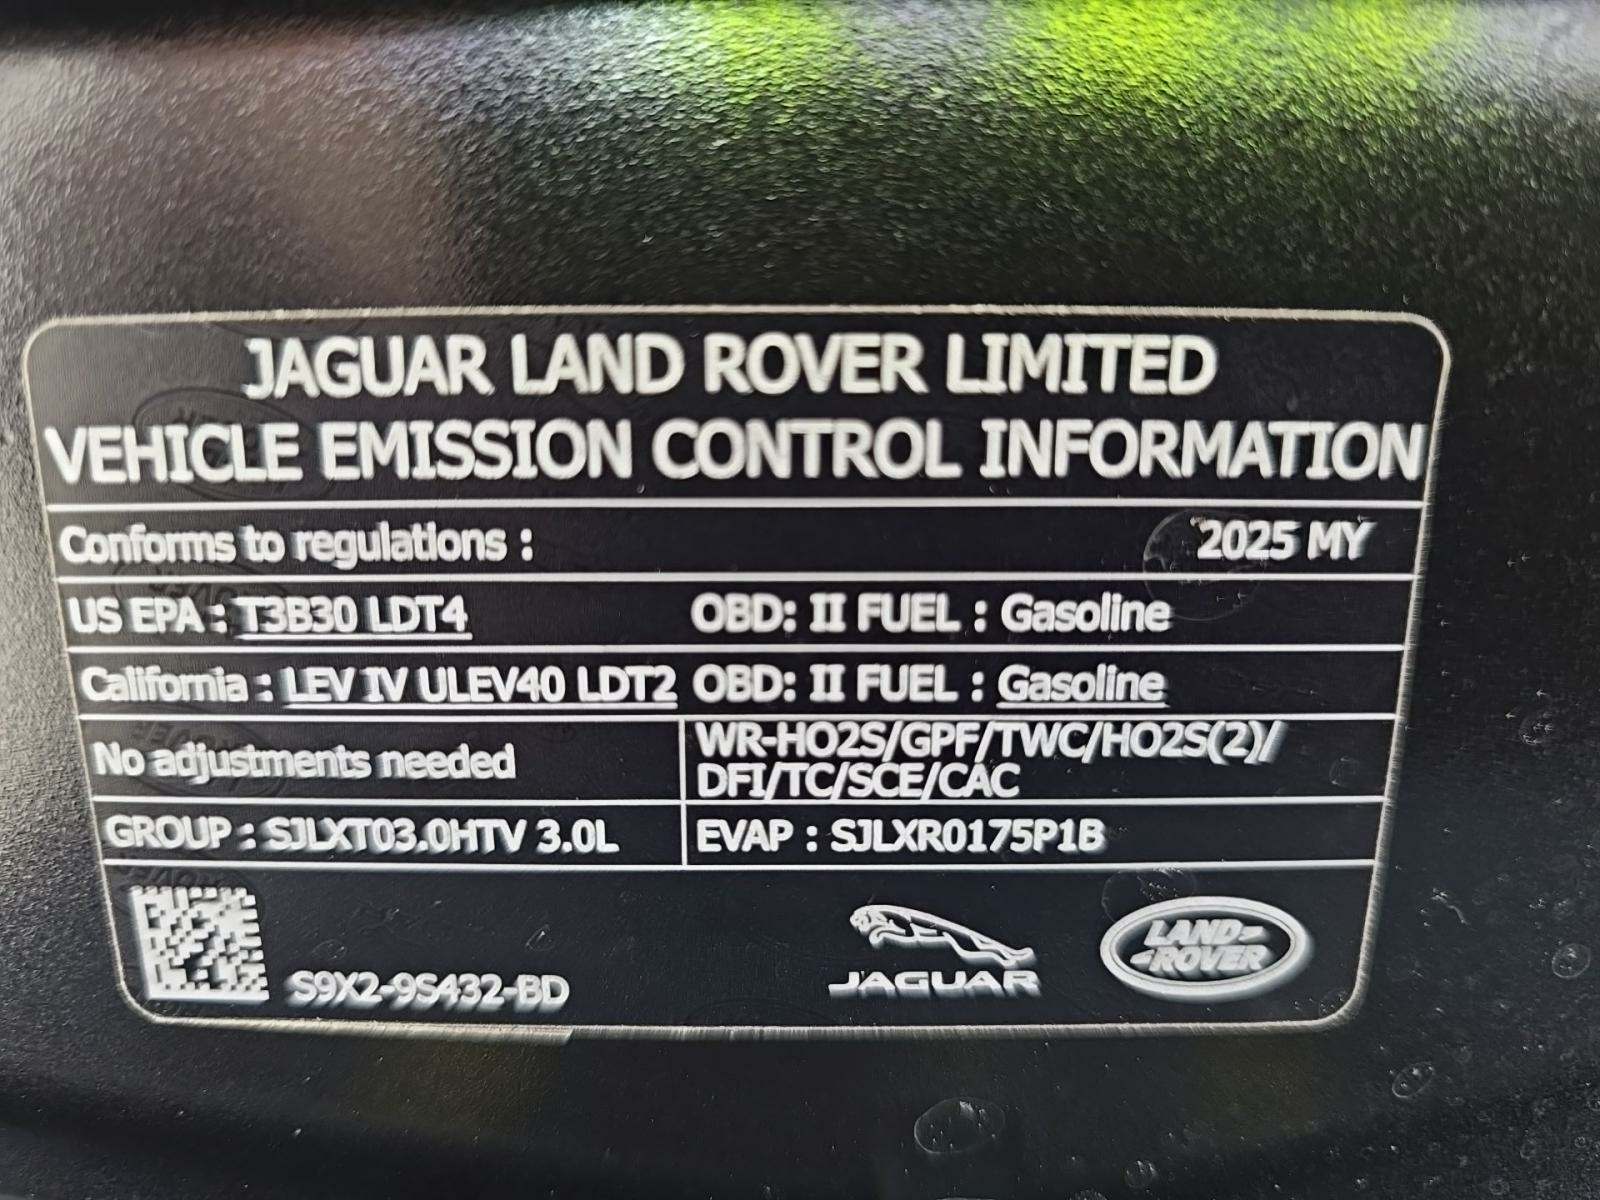 JAGUAR LAND ROVER LIMITED
VEHICLE EMISSION CONTROL INFORMATION
Conforms to regulations : 2025 MY
US EPA : T3B30 LDT4 OBD: II FUEL : Gasoline
California : LEV IV ULEV40 LDT2 OBD: II FUEL : Gasoline
No adjustments needed
WR-HO2S/GPF/TWC/HO2S(2)/
DFI/TC/SCE/CAC
GROUP : SJLXT03.0HTV 3.0L EVAP : SJLXR0175P1B
S9X2-9S432-BD
JAGUAR
LAND-
-ROVER